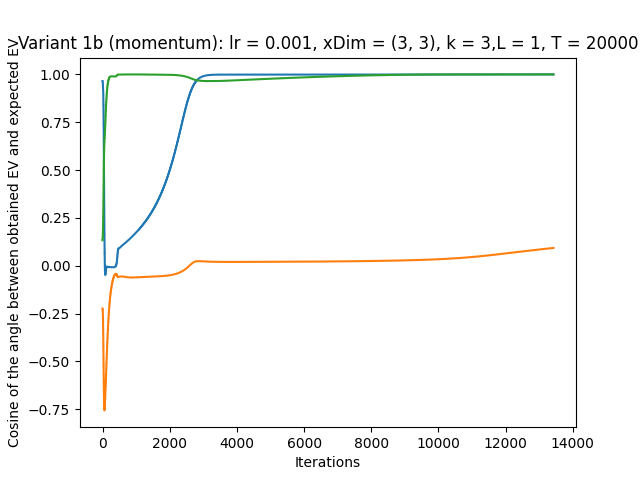 Variant 1b (momentum): lr = 0.001, xDim = (3, 3), k = 3,L = 1, T = 20000
Cosine of the angle between obtained EV and expected EV
1.00
0.75
0.50
0.25
0.00
−0.25
−0.50
−0.75
0 2000 4000 6000 8000 10000 12000 14000
Iterations